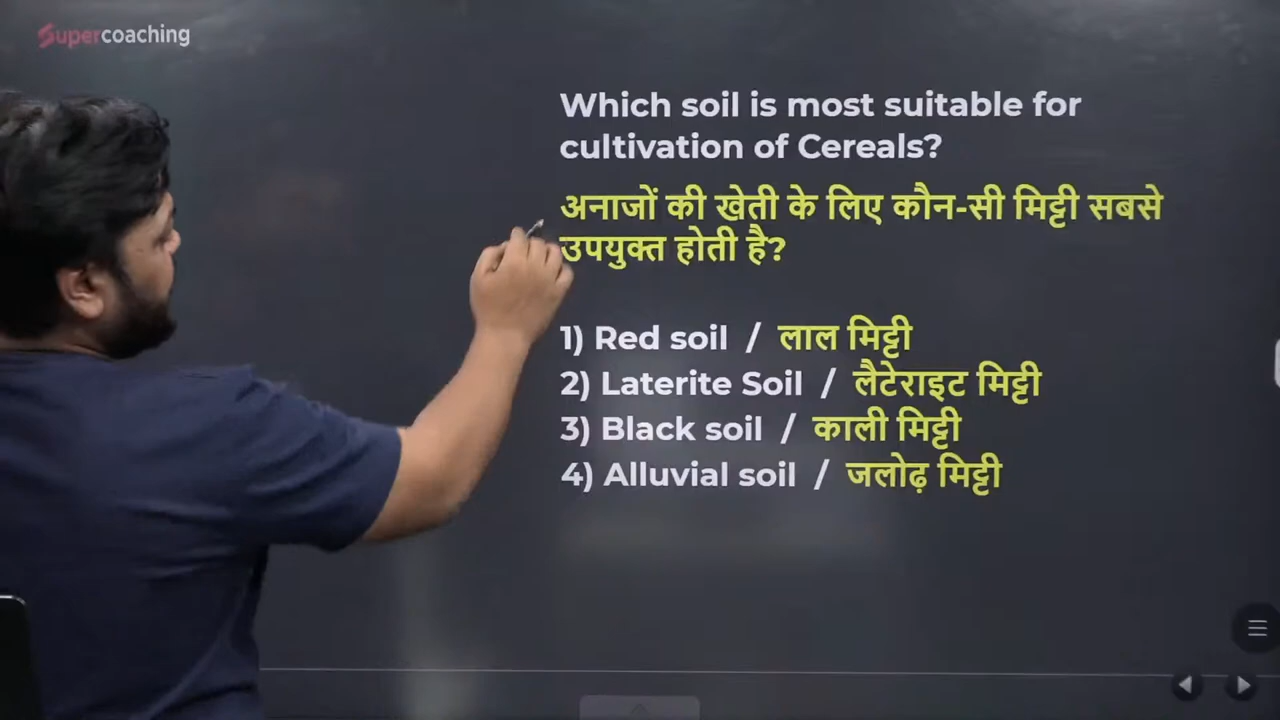 Supercoaching
Which soil is most suitable for
cultivation of Cereals?
अनाजों की खेती के लिए कौन-सी मिट्टी सबसे
उपयुक्त होती है?
1) Red soil / लाल मिट्टी
2) Laterite Soil / लैटेराइट मिट्टी
3) Black soil / काली मिट्टी
4) Alluvial soil / जलोढ़ मिट्टी